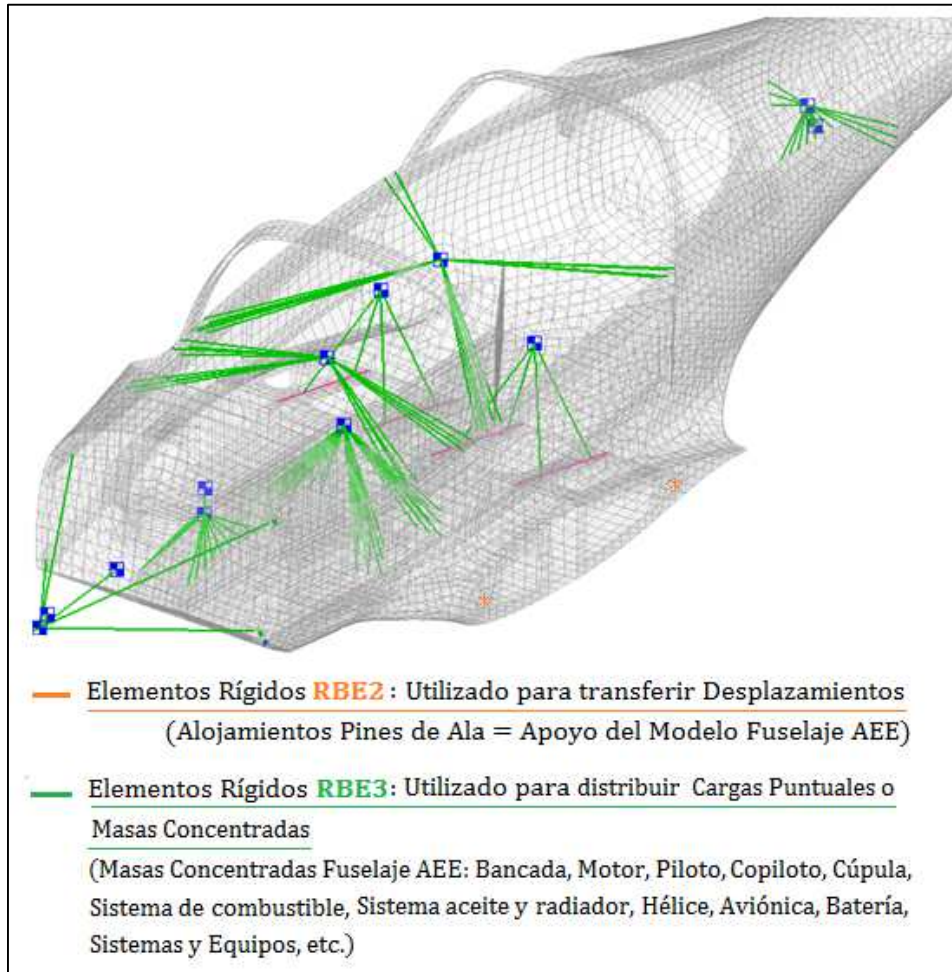 Elementos Rígidos RBE2 : Utilizado para transferir Desplazamientos
(Alojamientos Pines de Ala = Apoyo del Modelo Fuselaje AEE)
Elementos Rígidos RBE3: Utilizado para distribuir Cargas Puntuales o
Masas Concentradas
(Masas Concentradas Fuselaje AEE: Bancada, Motor, Piloto, Copiloto, Cúpula,
Sistema de combustible, Sistema aceite y radiador, Hélice, Aviónica, Batería,
Sistemas y Equipos, etc.)